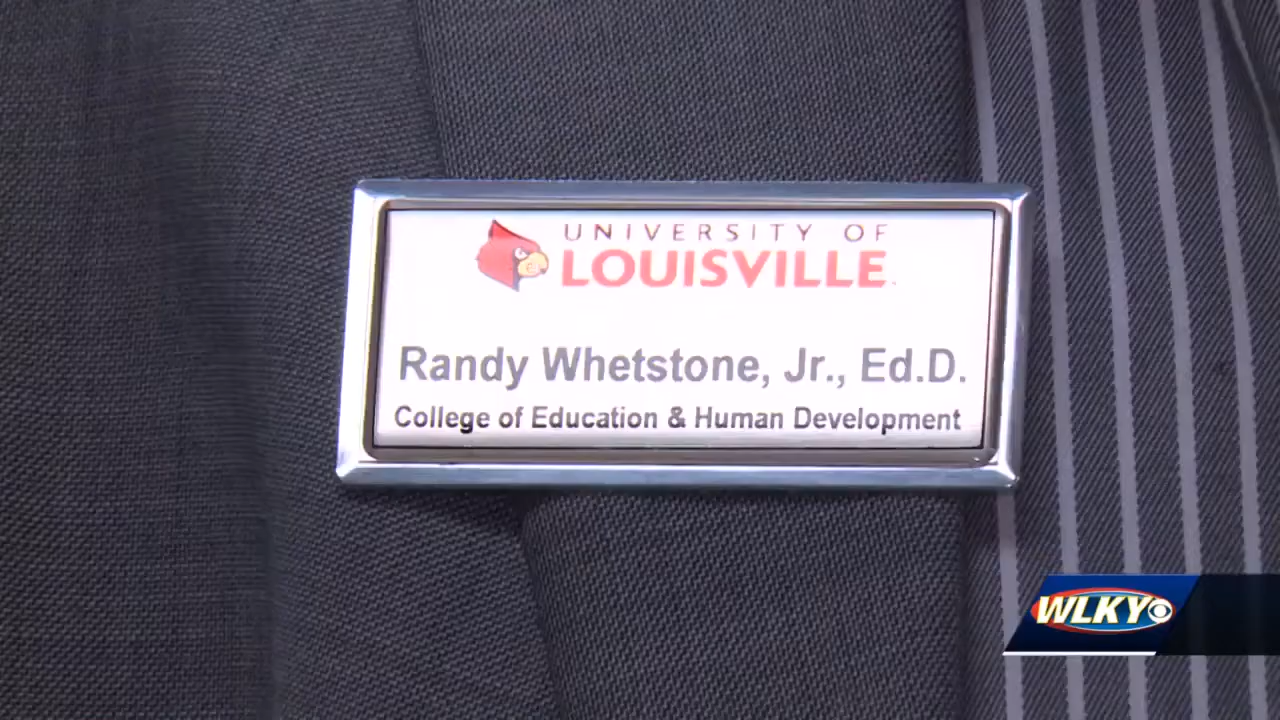 UNIVERSITY OF
LOUISVILLE
Randy Whetstone, Jr., Ed.D.
College of Education & Human Development
WLKY